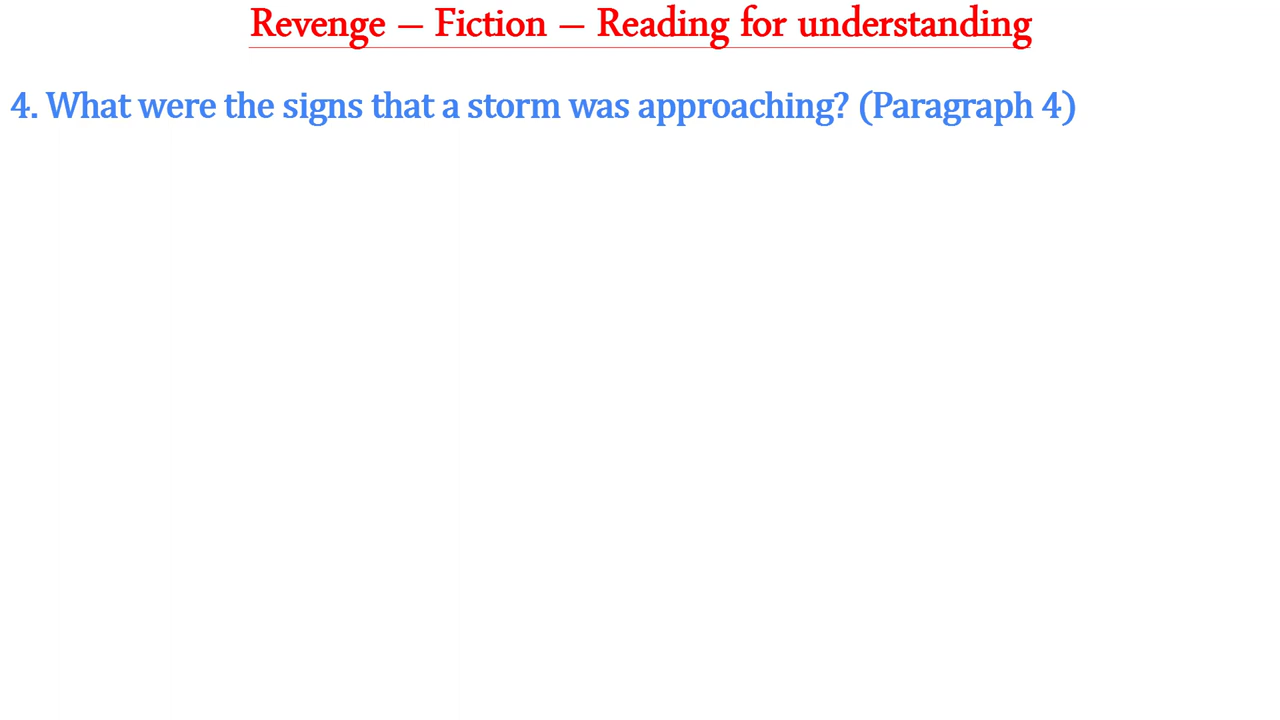 Revenge – Fiction – Reading for understanding
4. What were the signs that a storm was approaching? (Paragraph 4)